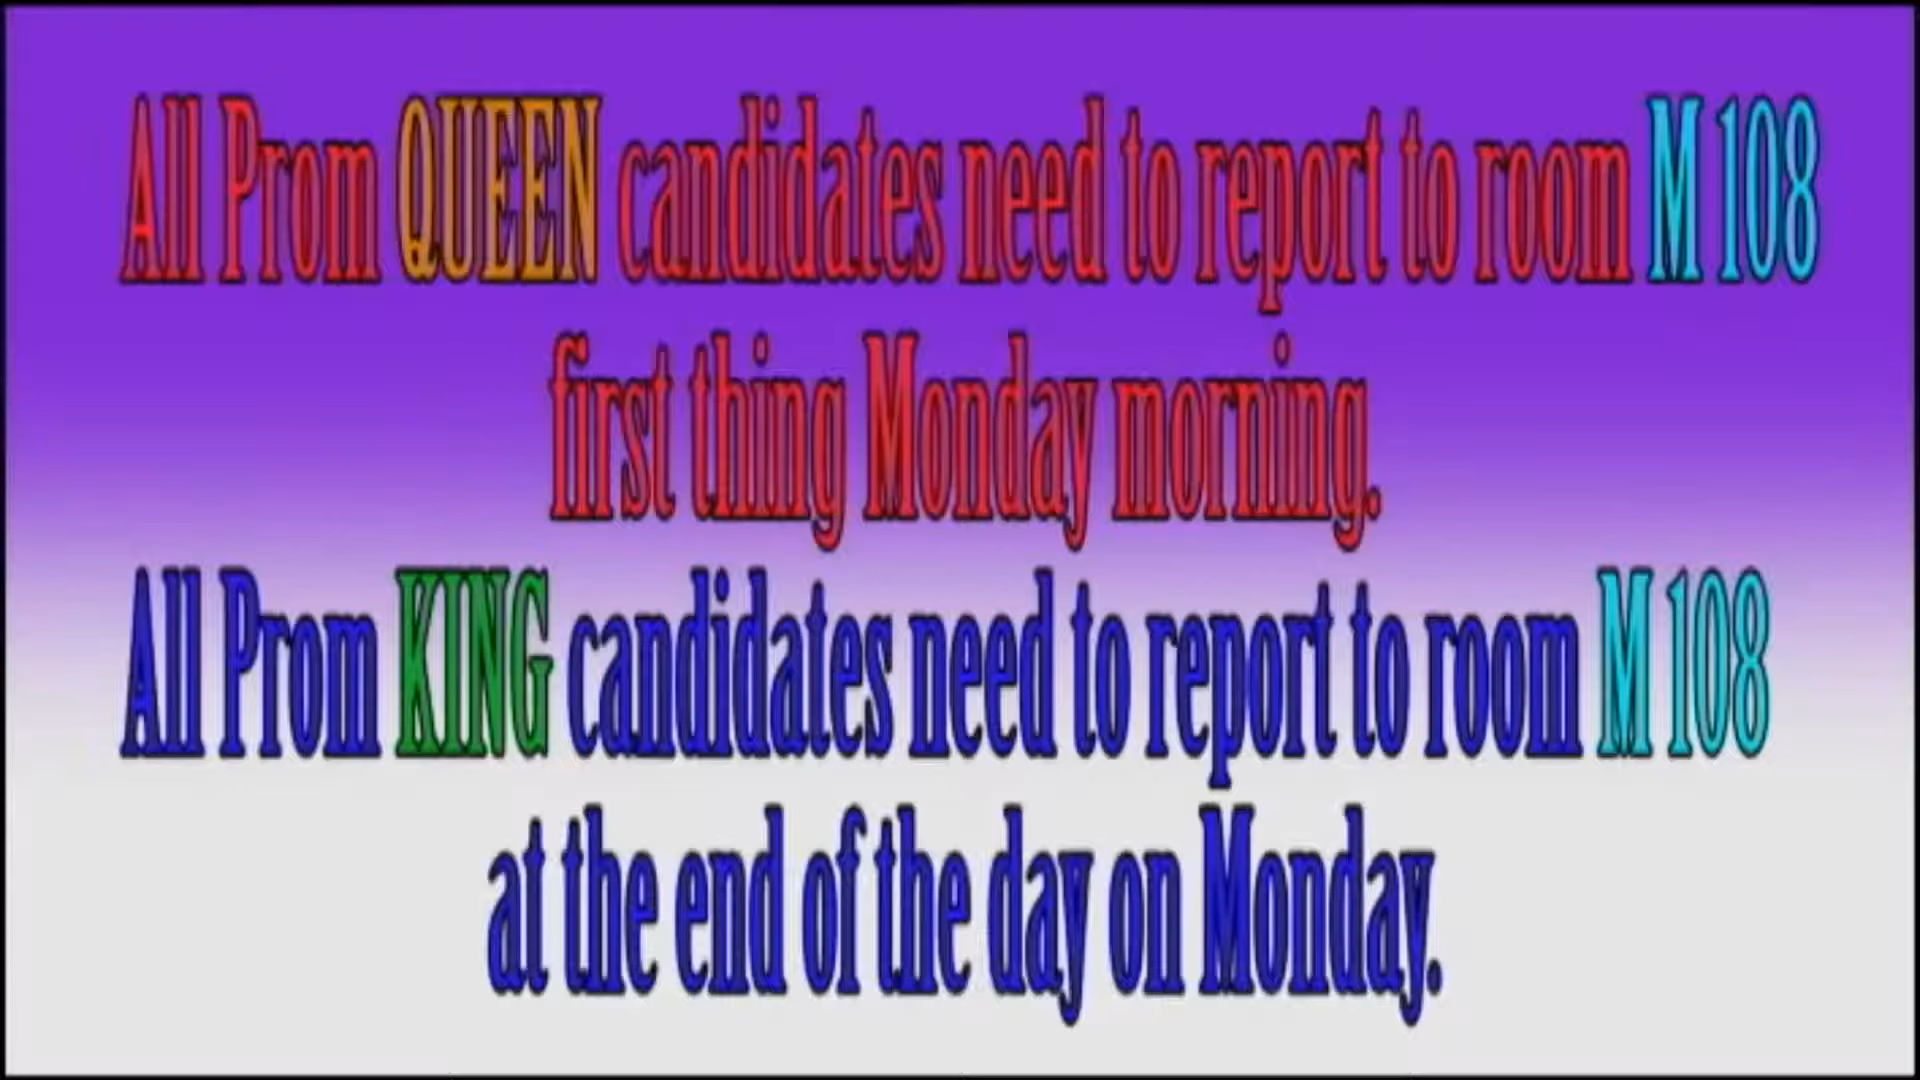 All Prom QUEEN candidates need to report to room M 108
first thing Monday morning.
All Prom KING candidates need to report to room M 108
at the end of the day on Monday.